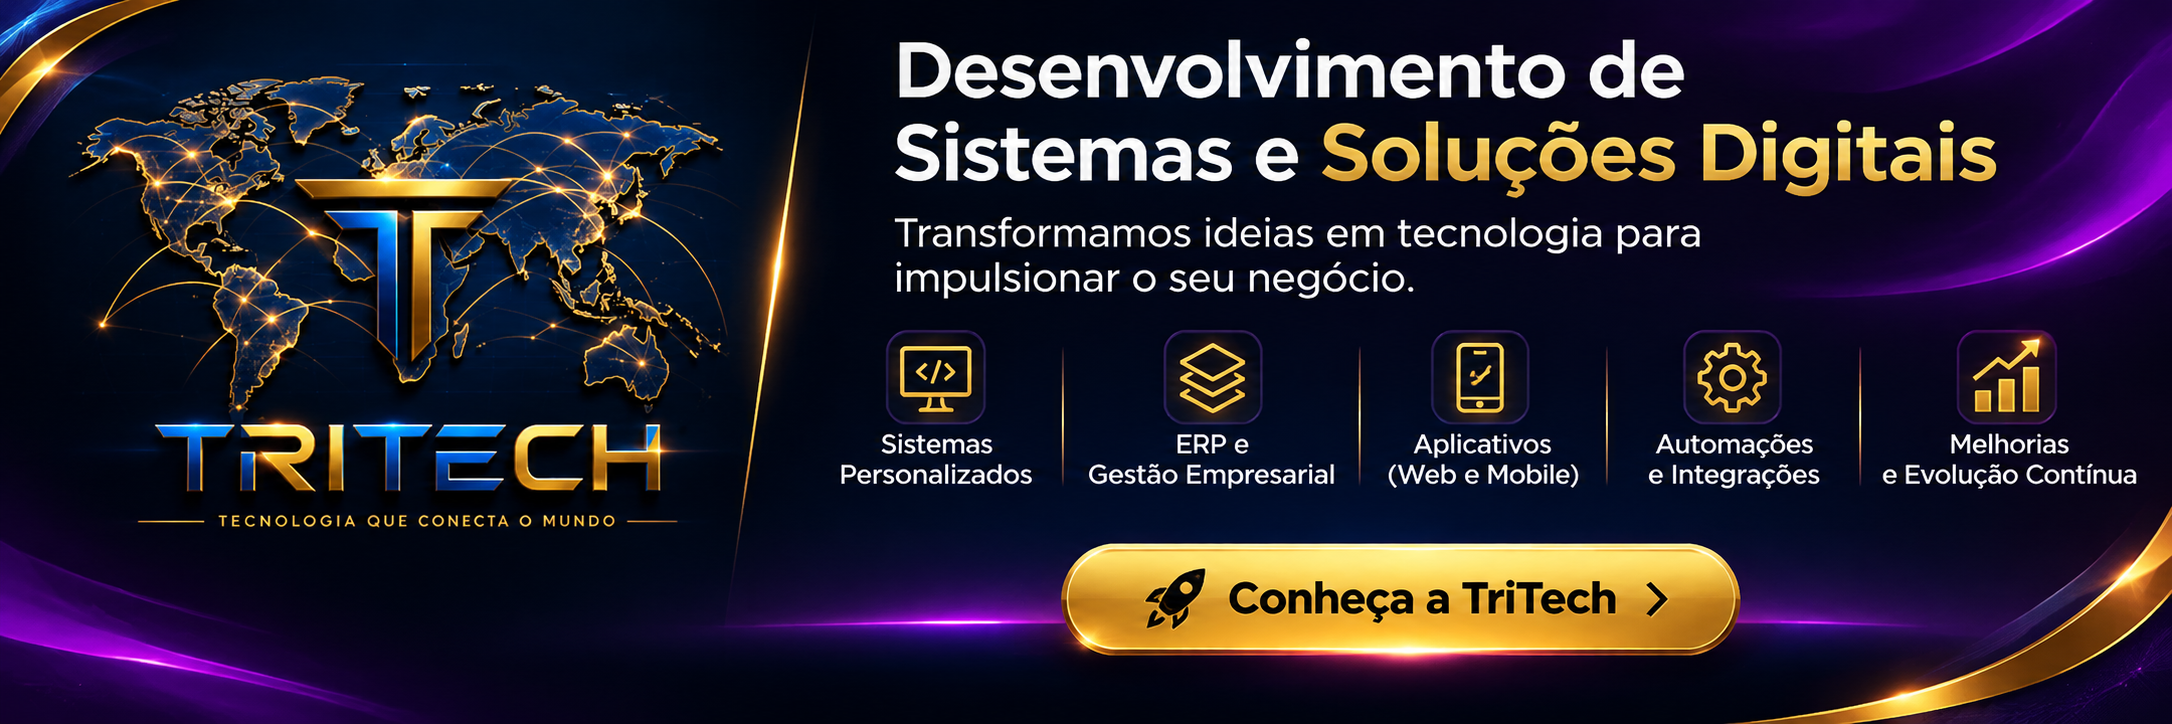 TRITECH
TECNOLOGIA QUE CONECTA O MUNDO
Desenvolvimento de
Sistemas e Soluções Digitais
Transformamos ideias em tecnologia para
impulsionar o seu negócio.
</>
Sistemas
Personalizados
ERP e
Gestão Empresarial
Aplicativos
(Web e Mobile)
Automações
e Integrações
Melhorias
e Evolução Contínua
Conheça a TriTech